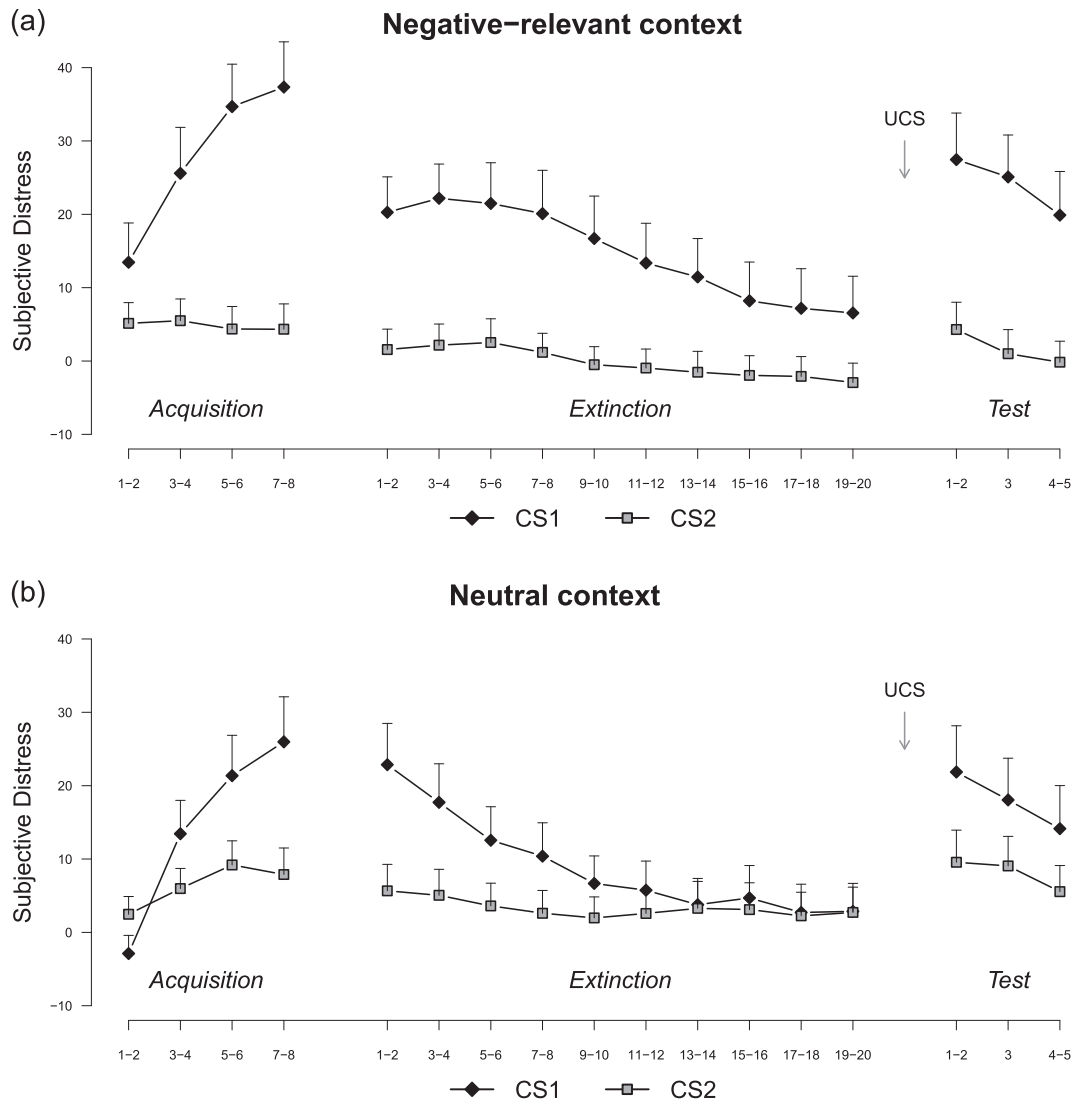 (a)
Negative−relevant context
Subjective Distress
40
30
20
10
0
−10
UCS
Acquisition
Extinction
Test
1−2 3−4 5−6 7−8 1−2 3−4 5−6 7−8 9−10 11−12 13−14 15−16 17−18 19−20 1−2 3 4−5
CS1 CS2
(b)
Neutral context
Subjective Distress
40
30
20
10
0
−10
UCS
Acquisition
Extinction
Test
1−2 3−4 5−6 7−8 1−2 3−4 5−6 7−8 9−10 11−12 13−14 15−16 17−18 19−20 1−2 3 4−5
CS1 CS2